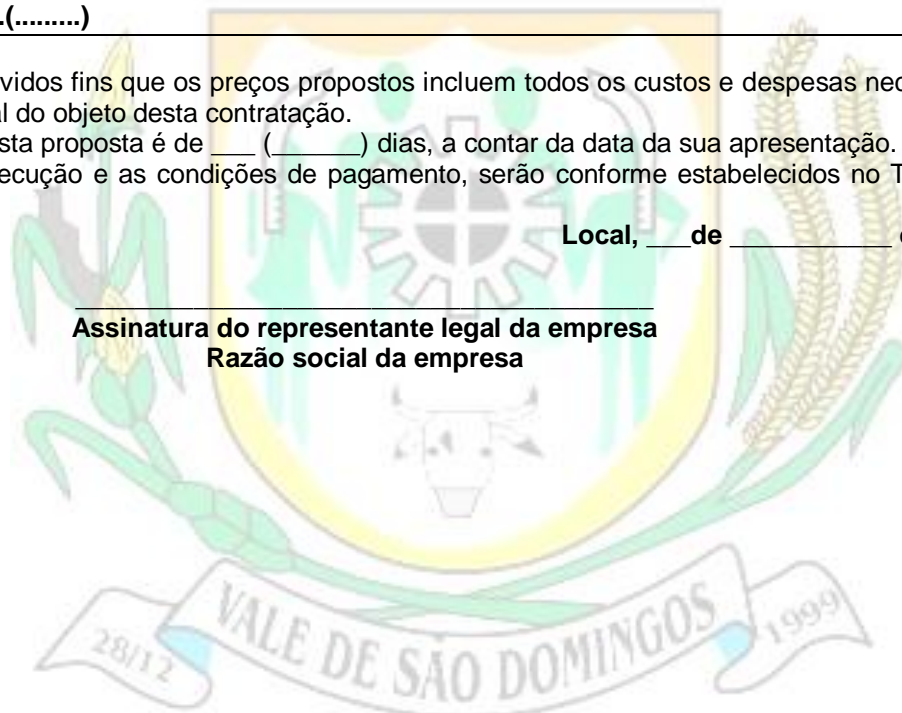 .(.........)
vidos fins que os preços propostos incluem todos os custos e despesas nec
al do objeto desta contratação.
sta proposta é de ___ (______) dias, a contar da data da sua apresentação.
ecução e as condições de pagamento, serão conforme estabelecidos no T
Local, ___de ___________
_______________________________________
Assinatura do representante legal da empresa
Razão social da empresa
28/12
VALE DE SÃO DOMINGOS
1999